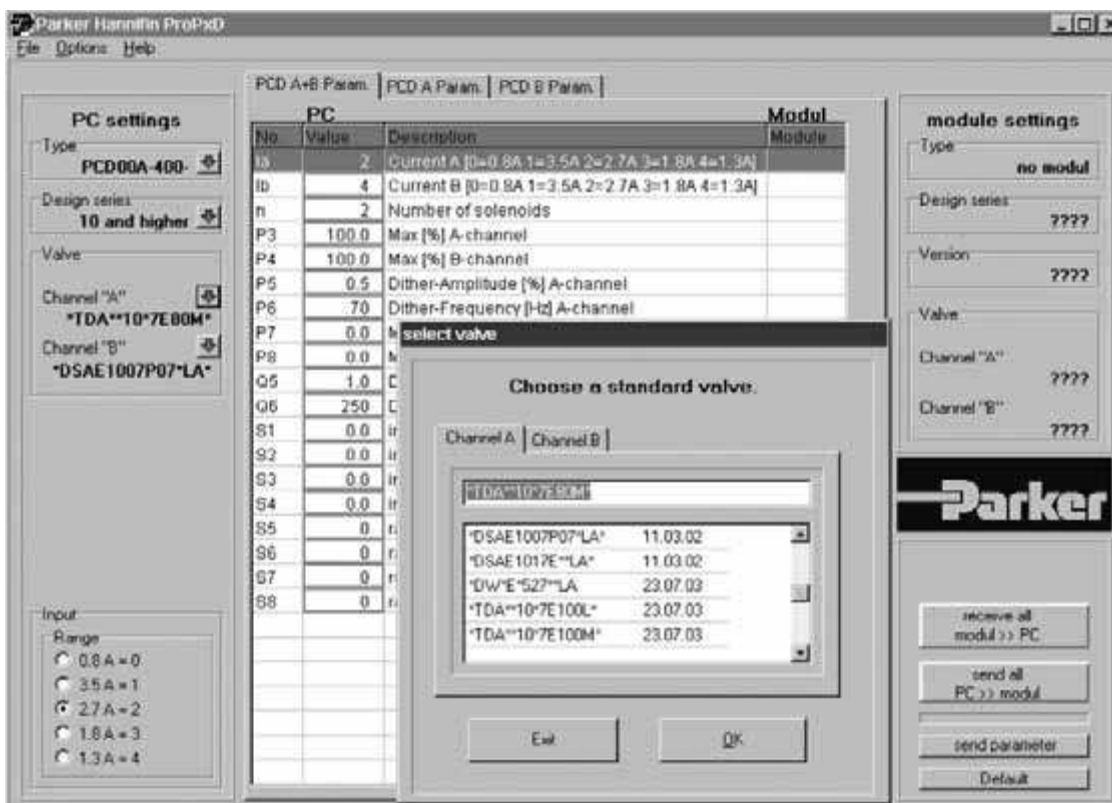 Parker Hannifin ProPxD
File Options Help
PC settings
Type
PCD00A-400-
Design series
10 and higher
Valve
Channel "A"
*TDA**10*7E80M*
Channel "B"
*DSAE1007P07*LA*
Input
Range
0.8 A = 0
3.5 A = 1
2.7 A = 2
1.8 A = 3
1.3 A = 4
PCD A+B Param. PCD A Param. PCD B Param.
PC Modul
No. Value Description Module
Ia 2 Current A [0=0.8A 1=3.5A 2=2.7A 3=1.8A 4=1.3A]
Ib 4 Current B [0=0.8A 1=3.5A 2=2.7A 3=1.8A 4=1.3A]
n 2 Number of solenoids
P3 100.0 Max [%] A-channel
P4 100.0 Max [%] B-channel
P5 0.5 Dither-Amplitude [%] A-channel
P6 70 Dither-Frequency [Hz] A-channel
P7 0.0
P8 0.0
Q5 1.0
Q6 250
S1 0.0
S2 0.0
S3 0.0
S4 0.0
S5 0
S6 0
S7 0
S8 0
select valve
Choose a standard valve.
Channel A Channel B
*TDA**10*7E80M*
*DSAE1007P07*LA* 11.03.02
*DSAE1017E**LA* 11.03.02
*DW*E*527**LA 23.07.03
*TDA**10*7E100L* 23.07.03
*TDA**10*7E100M* 23.07.03
Exit OK
module settings
Type
no modul
Design series
????
Version
????
Valve
Channel "A"
????
Channel "B"
????
Parker
receive all
modul >> PC
send all
PC >> modul
send parameter
Default